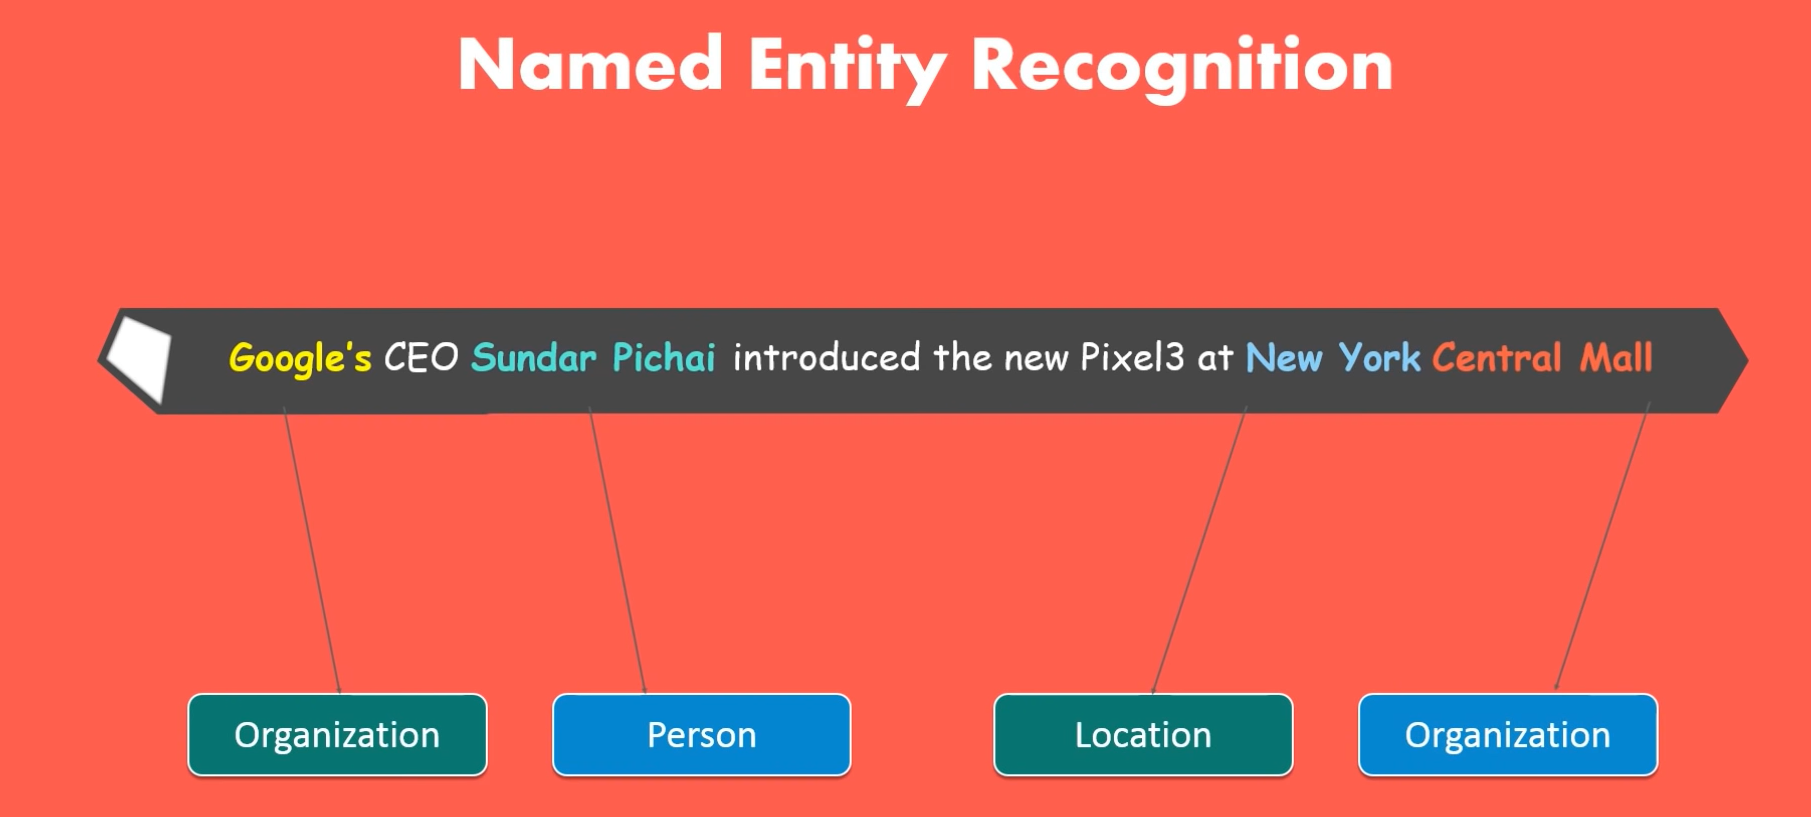 Named Entity Recognition
Google's CEO Sundar Pichai introduced the new Pixel3 at New York Central Mall
Organization
Person
Location
Organization